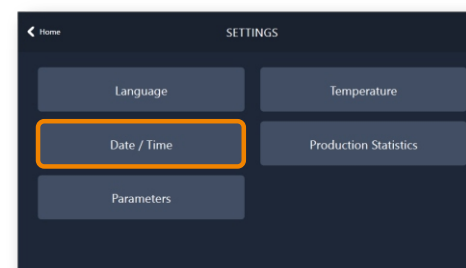 Home
SETTINGS
Language
Temperature
Date / Time
Production Statistics
Parameters